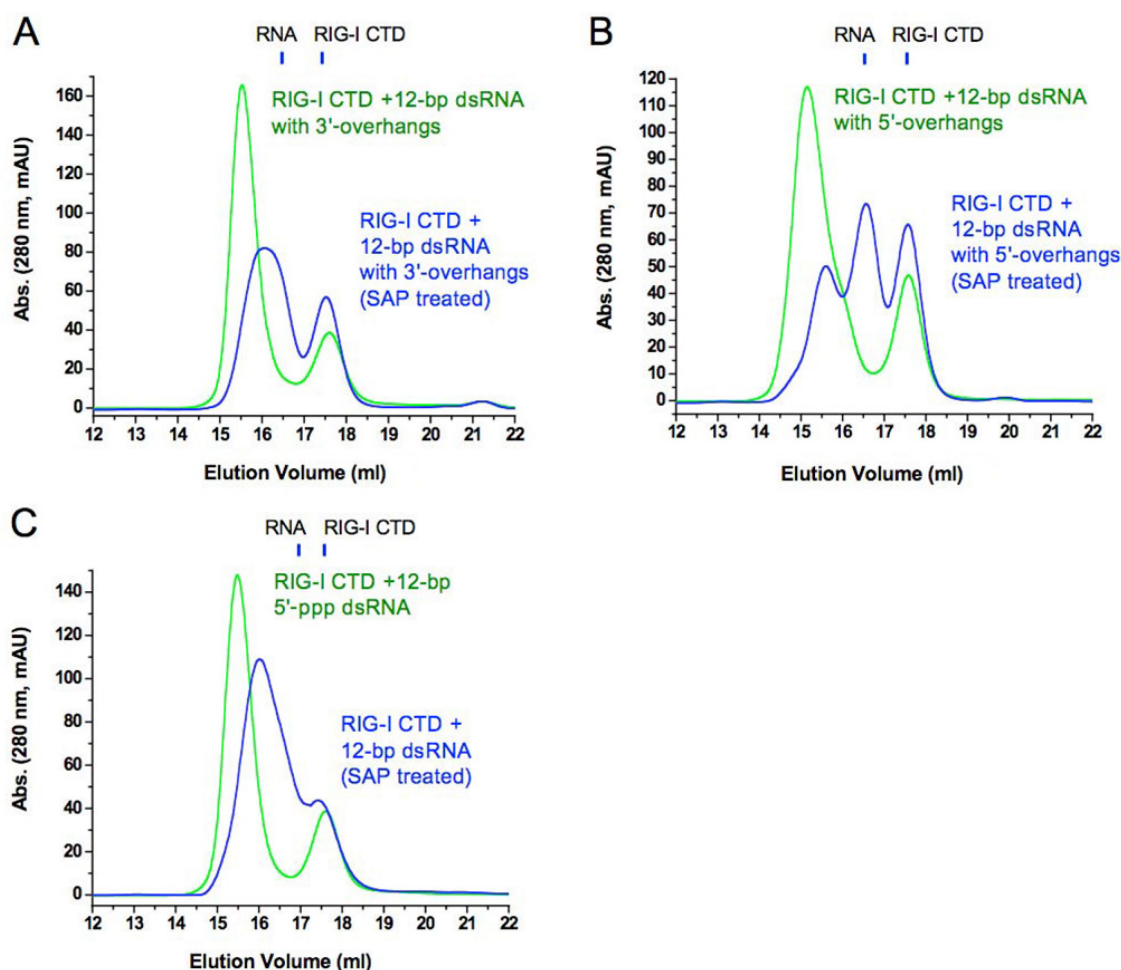 A
RNA RIG-I CTD
RIG-I CTD +12-bp dsRNA
with 3'-overhangs
RIG-I CTD +
12-bp dsRNA
with 3'-overhangs
(SAP treated)
Abs. (280 nm, mAU)
160
140
120
100
80
60
40
20
0
12 13 14 15 16 17 18 19 20 21 22
Elution Volume (ml)
B
RNA RIG-I CTD
RIG-I CTD +12-bp dsRNA
with 5'-overhangs
RIG-I CTD +
12-bp dsRNA
with 5'-overhangs
(SAP treated)
Abs. (280 nm, mAU)
120
110
100
90
80
70
60
50
40
30
20
10
0
12 13 14 15 16 17 18 19 20 21 22
Elution Volume (ml)
C
RNA RIG-I CTD
RIG-I CTD +12-bp
5'-ppp dsRNA
RIG-I CTD +
12-bp dsRNA
(SAP treated)
Abs. (280 nm, mAU)
140
120
100
80
60
40
20
0
12 13 14 15 16 17 18 19 20 21 22
Elution Volume (ml)